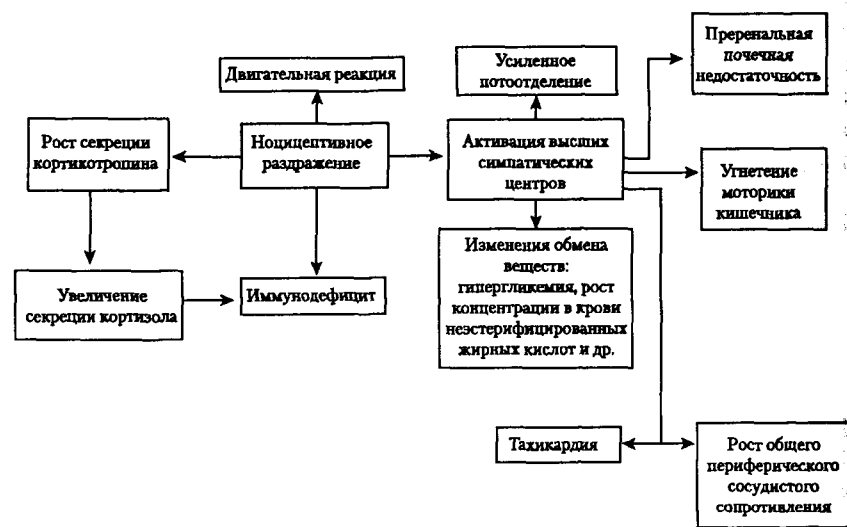 Преренальная
почечная
недостаточность
Двигательная реакция
Усиленное
потоотделение
Рост секреции
кортикотропина
Ноцицептивное
раздражение
Активация высших
симпатических
центров
Угнетение
моторики
кишечника
Изменения обмена
веществ:
гипергликемия, рост
концентрации в крови
неэстерифицированных
жирных кислот и др.
Увеличение
секреции кортизола
Иммунодефицит
Тахикардия
Рост общего
периферического
сосудистого
сопротивления